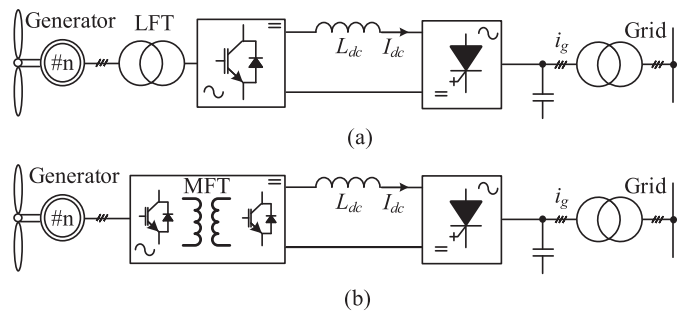 Generator LFT = ~ Grid
#n L_dc I_dc i_g
~ =
(a)
Generator MFT = ~ Grid
#n L_dc I_dc i_g
~ =
(b)